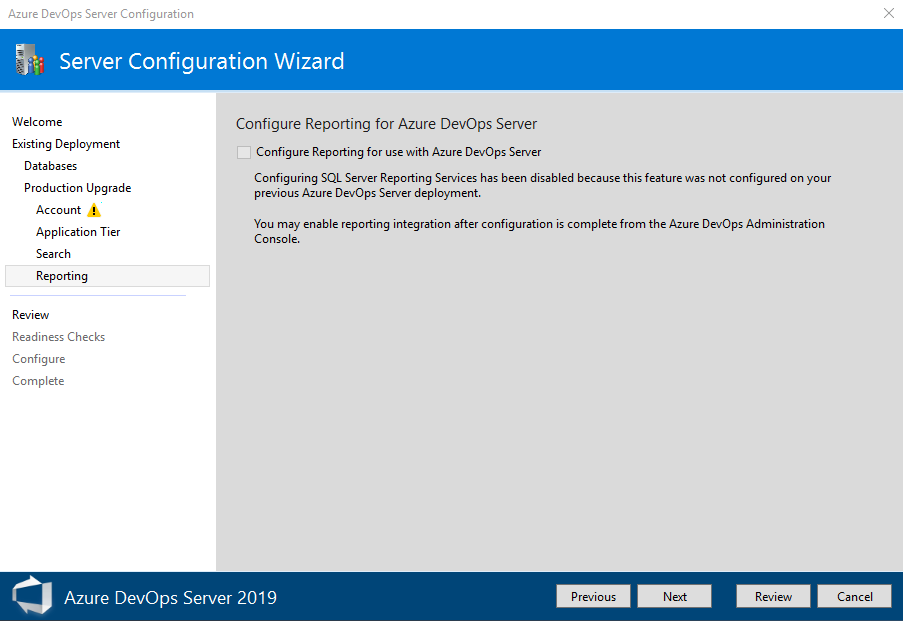 Azure DevOps Server Configuration
Server Configuration Wizard
Welcome
Existing Deployment
Databases
Production Upgrade
Account
Application Tier
Search
Reporting
Review
Readiness Checks
Configure
Complete
Configure Reporting for Azure DevOps Server
Configure Reporting for use with Azure DevOps Server
Configuring SQL Server Reporting Services has been disabled because this feature was not configured on your
previous Azure DevOps Server deployment.
You may enable reporting integration after configuration is complete from the Azure DevOps Administration
Console.
Azure DevOps Server 2019
Previous
Next
Review
Cancel